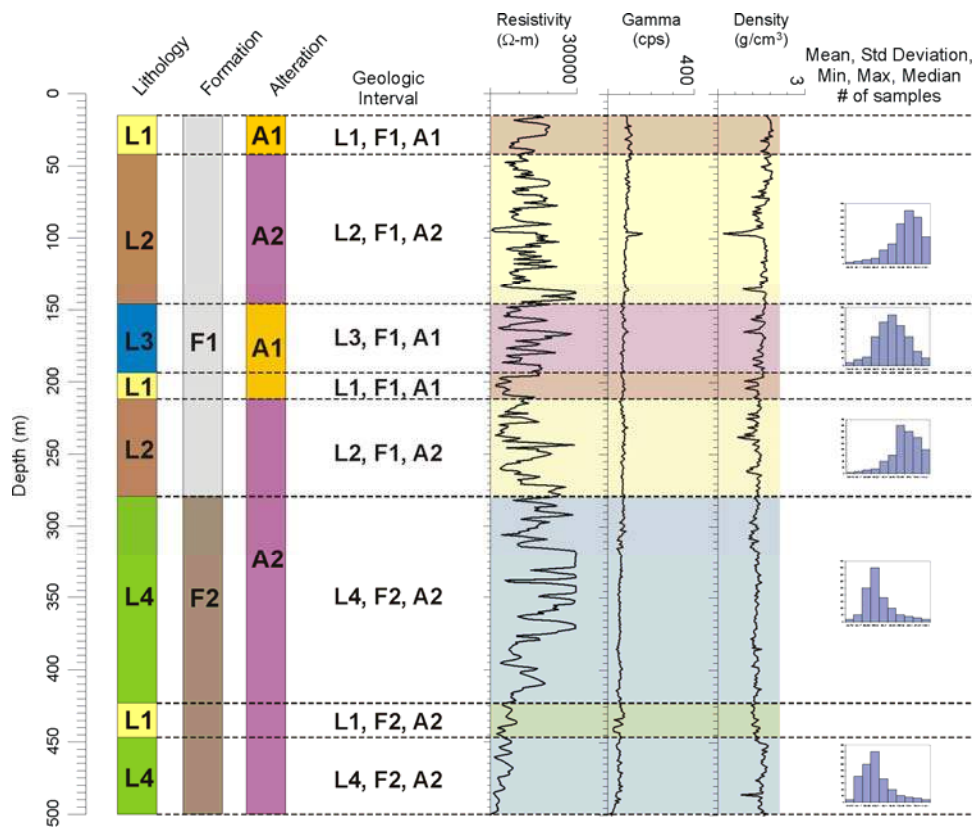 Lithology
Formation
Alteration
Geologic
Interval
Resistivity
(Ω-m)
30000
Gamma
(cps)
400
Density
(g/cm³)
3
Mean, Std Deviation,
Min, Max, Median
# of samples
Depth (m)
0
50
100
150
200
250
300
350
400
450
500
L1
A1
L1, F1, A1
L2
A2
L2, F1, A2
L3
F1
A1
L3, F1, A1
L1
L1, F1, A1
L2
L2, F1, A2
A2
L4
F2
L4, F2, A2
L1
L1, F2, A2
L4
L4, F2, A2